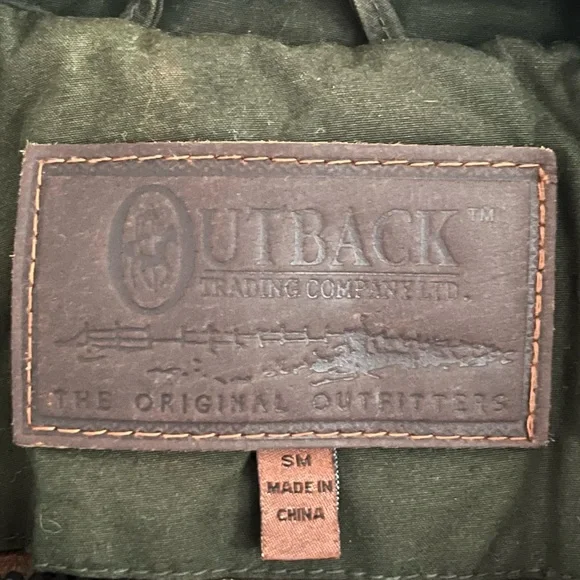 OUTBACK™
TRADING COMPANY LTD.
THE ORIGINAL OUTFITTERS
SM
MADE IN
CHINA